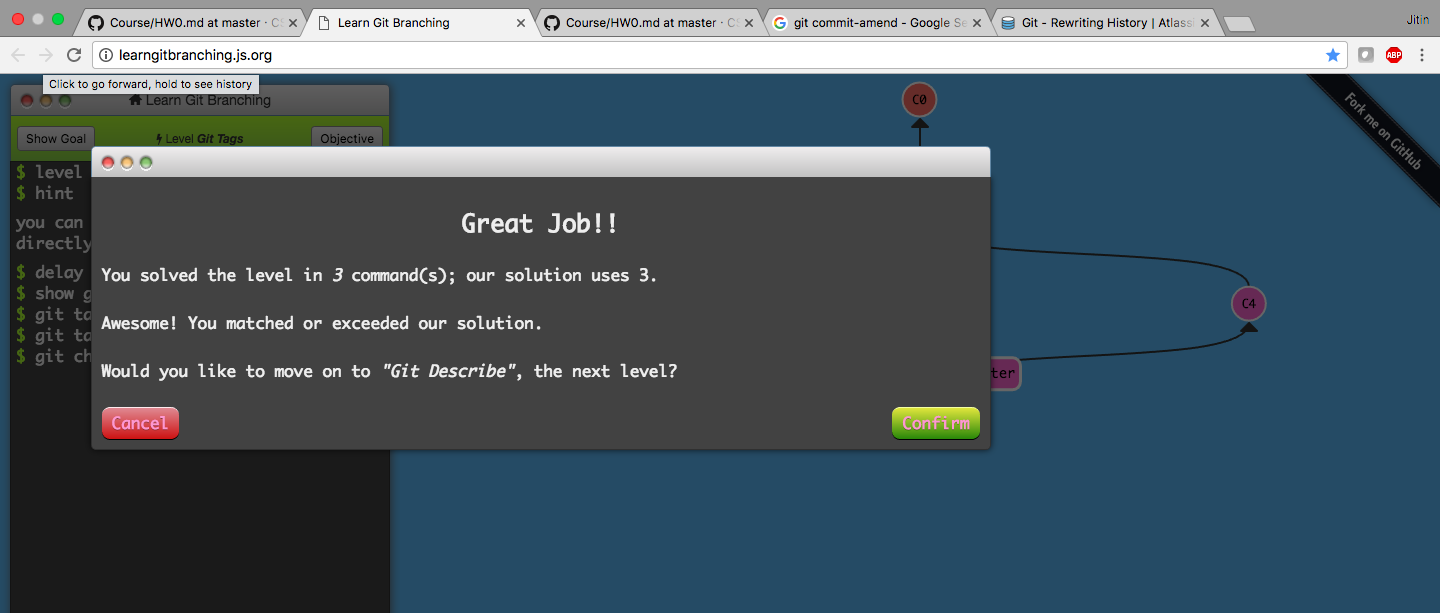 Course/HW0.md at master · CS
Learn Git Branching
Course/HW0.md at master · CS
git commit-amend - Google Se
Git - Rewriting History | Atlass
Jitin
learngitbranching.js.org
ABP
Click to go forward, hold to see history
Learn Git Branching
Show Goal
Level Git Tags
Objective
$ level
$ hint
you can
directly
$ delay
$ show g
$ git ta
$ git ta
$ git ch
C0
Fork me on GitHub
Great Job!!
You solved the level in 3 command(s); our solution uses 3.
Awesome! You matched or exceeded our solution.
Would you like to move on to "Git Describe", the next level?
Cancel
Confirm
C4
ter